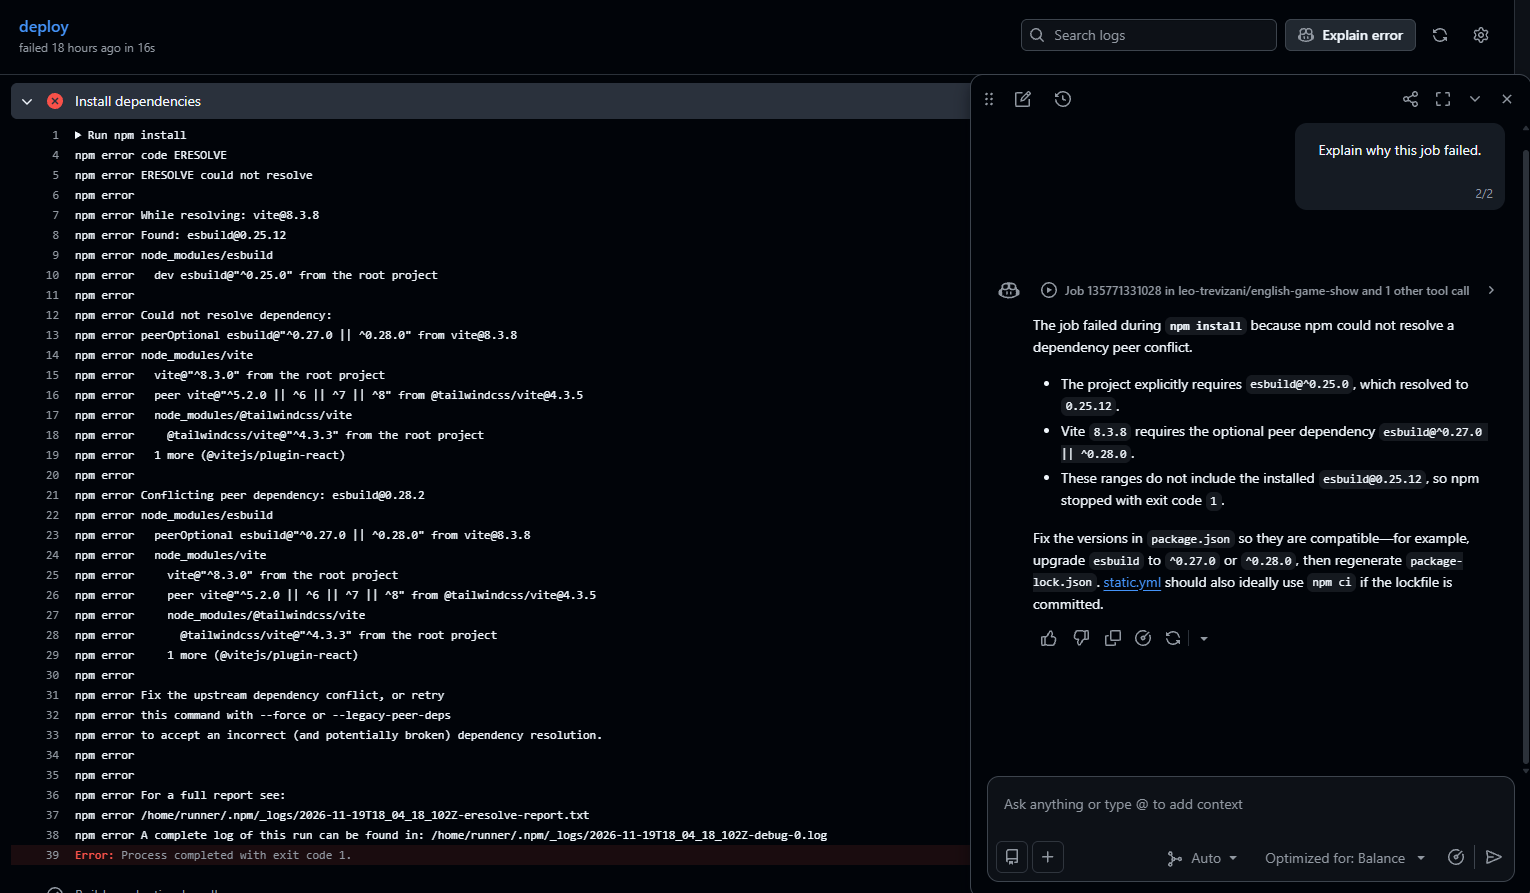 deploy
failed 18 hours ago in 16s
Search logs
Explain error
Install dependencies
1 Run npm install
4 npm error code ERESOLVE
5 npm error ERESOLVE could not resolve
6 npm error
7 npm error While resolving: vite@8.3.8
8 npm error Found: esbuild@0.25.12
9 npm error node_modules/esbuild
10 npm error   dev esbuild@"^0.25.0" from the root project
11 npm error
12 npm error Could not resolve dependency:
13 npm error peerOptional esbuild@"^0.27.0 || ^0.28.0" from vite@8.3.8
14 npm error node_modules/vite
15 npm error   vite@"^8.3.0" from the root project
16 npm error   peer vite@"^5.2.0 || ^6 || ^7 || ^8" from @tailwindcss/vite@4.3.5
17 npm error   node_modules/@tailwindcss/vite
18 npm error     @tailwindcss/vite@"^4.3.3" from the root project
19 npm error   1 more (@vitejs/plugin-react)
20 npm error
21 npm error Conflicting peer dependency: esbuild@0.28.2
22 npm error node_modules/esbuild
23 npm error   peerOptional esbuild@"^0.27.0 || ^0.28.0" from vite@8.3.8
24 npm error   node_modules/vite
25 npm error     vite@"^8.3.0" from the root project
26 npm error     peer vite@"^5.2.0 || ^6 || ^7 || ^8" from @tailwindcss/vite@4.3.5
27 npm error     node_modules/@tailwindcss/vite
28 npm error       @tailwindcss/vite@"^4.3.3" from the root project
29 npm error     1 more (@vitejs/plugin-react)
30 npm error
31 npm error Fix the upstream dependency conflict, or retry
32 npm error this command with --force or --legacy-peer-deps
33 npm error to accept an incorrect (and potentially broken) dependency resolution.
34 npm error
35 npm error
36 npm error For a full report see:
37 npm error /home/runner/.npm/_logs/2026-11-19T18_04_18_102Z-eresolve-report.txt
38 npm error A complete log of this run can be found in: /home/runner/.npm/_logs/2026-11-19T18_04_18_102Z-debug-0.log
39 Error: Process completed with exit code 1.
Explain why this job failed.
2/2
Job 135771331028 in leo-trevizani/english-game-show and 1 other tool call
The job failed during npm install because npm could not resolve a
dependency peer conflict.
• The project explicitly requires esbuild@^0.25.0, which resolved to
0.25.12.
• Vite 8.3.8 requires the optional peer dependency esbuild@^0.27.0
|| ^0.28.0.
• These ranges do not include the installed esbuild@0.25.12, so npm
stopped with exit code 1.
Fix the versions in package.json so they are compatible—for example,
upgrade esbuild to ^0.27.0 or ^0.28.0, then regenerate package-
lock.json. static.yml should also ideally use npm ci if the lockfile is
committed.
Ask anything or type @ to add context
Auto
Optimized for: Balance